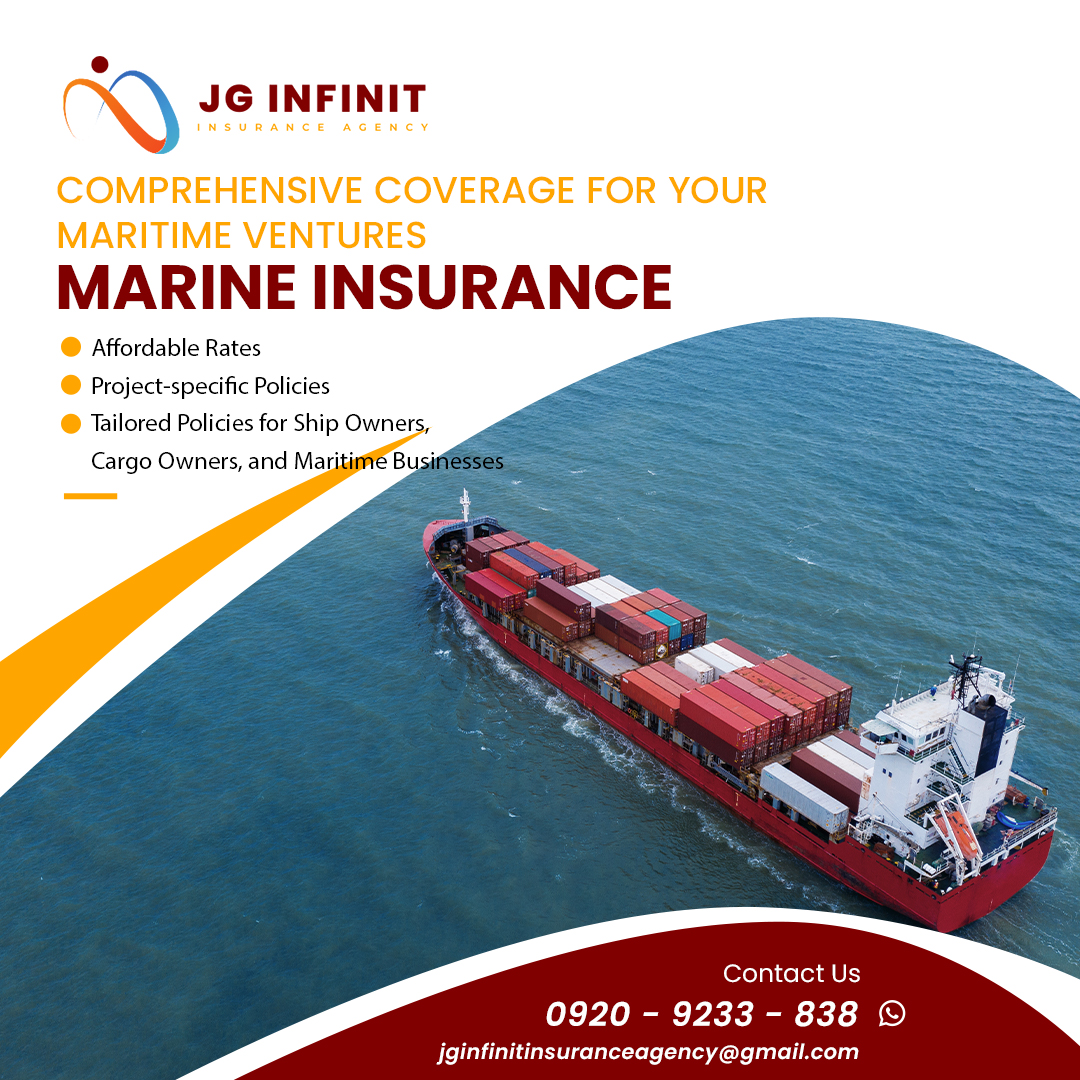 JG INFINIT
INSURANCE AGENCY
COMPREHENSIVE COVERAGE FOR YOUR
MARITIME VENTURES
MARINE INSURANCE
Affordable Rates
Project-specific Policies
Tailored Policies for Ship Owners,
Cargo Owners, and Maritime Businesses
Contact Us
0920 - 9233 - 838
jginfinitinsuranceagency@gmail.com